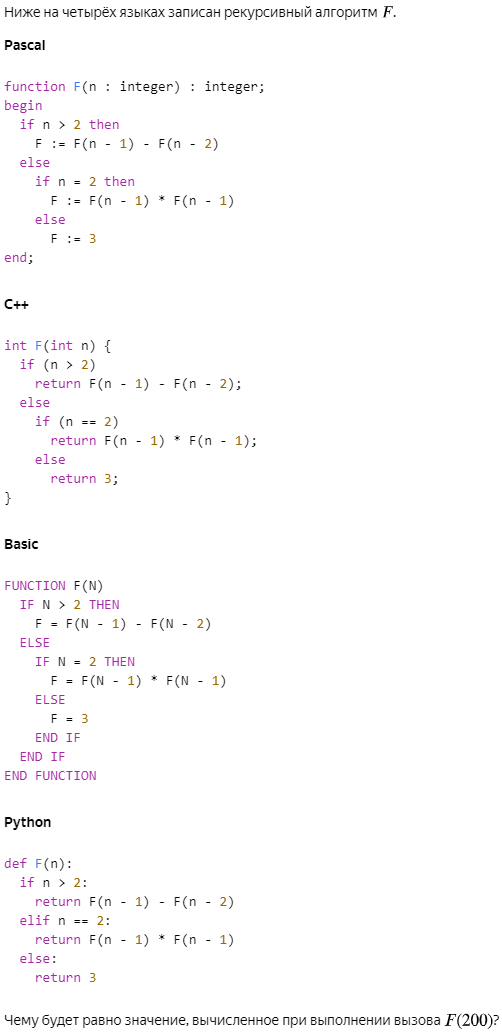 Ниже на четырёх языках записан рекурсивный алгоритм F.
Pascal
function F(n : integer) : integer;
begin
  if n > 2 then
    F := F(n - 1) - F(n - 2)
  else
    if n = 2 then
      F := F(n - 1) * F(n - 1)
    else
      F := 3
end;
C++
int F(int n) {
  if (n > 2)
    return F(n - 1) - F(n - 2);
  else
    if (n == 2)
      return F(n - 1) * F(n - 1);
    else
      return 3;
}
Basic
FUNCTION F(N)
  IF N > 2 THEN
    F = F(N - 1) - F(N - 2)
  ELSE
    IF N = 2 THEN
      F = F(N - 1) * F(N - 1)
    ELSE
      F = 3
    END IF
  END IF
END FUNCTION
Python
def F(n):
  if n > 2:
    return F(n - 1) - F(n - 2)
  elif n == 2:
    return F(n - 1) * F(n - 1)
  else:
    return 3
Чему будет равно значение, вычисленное при выполнении вызова F(200)?